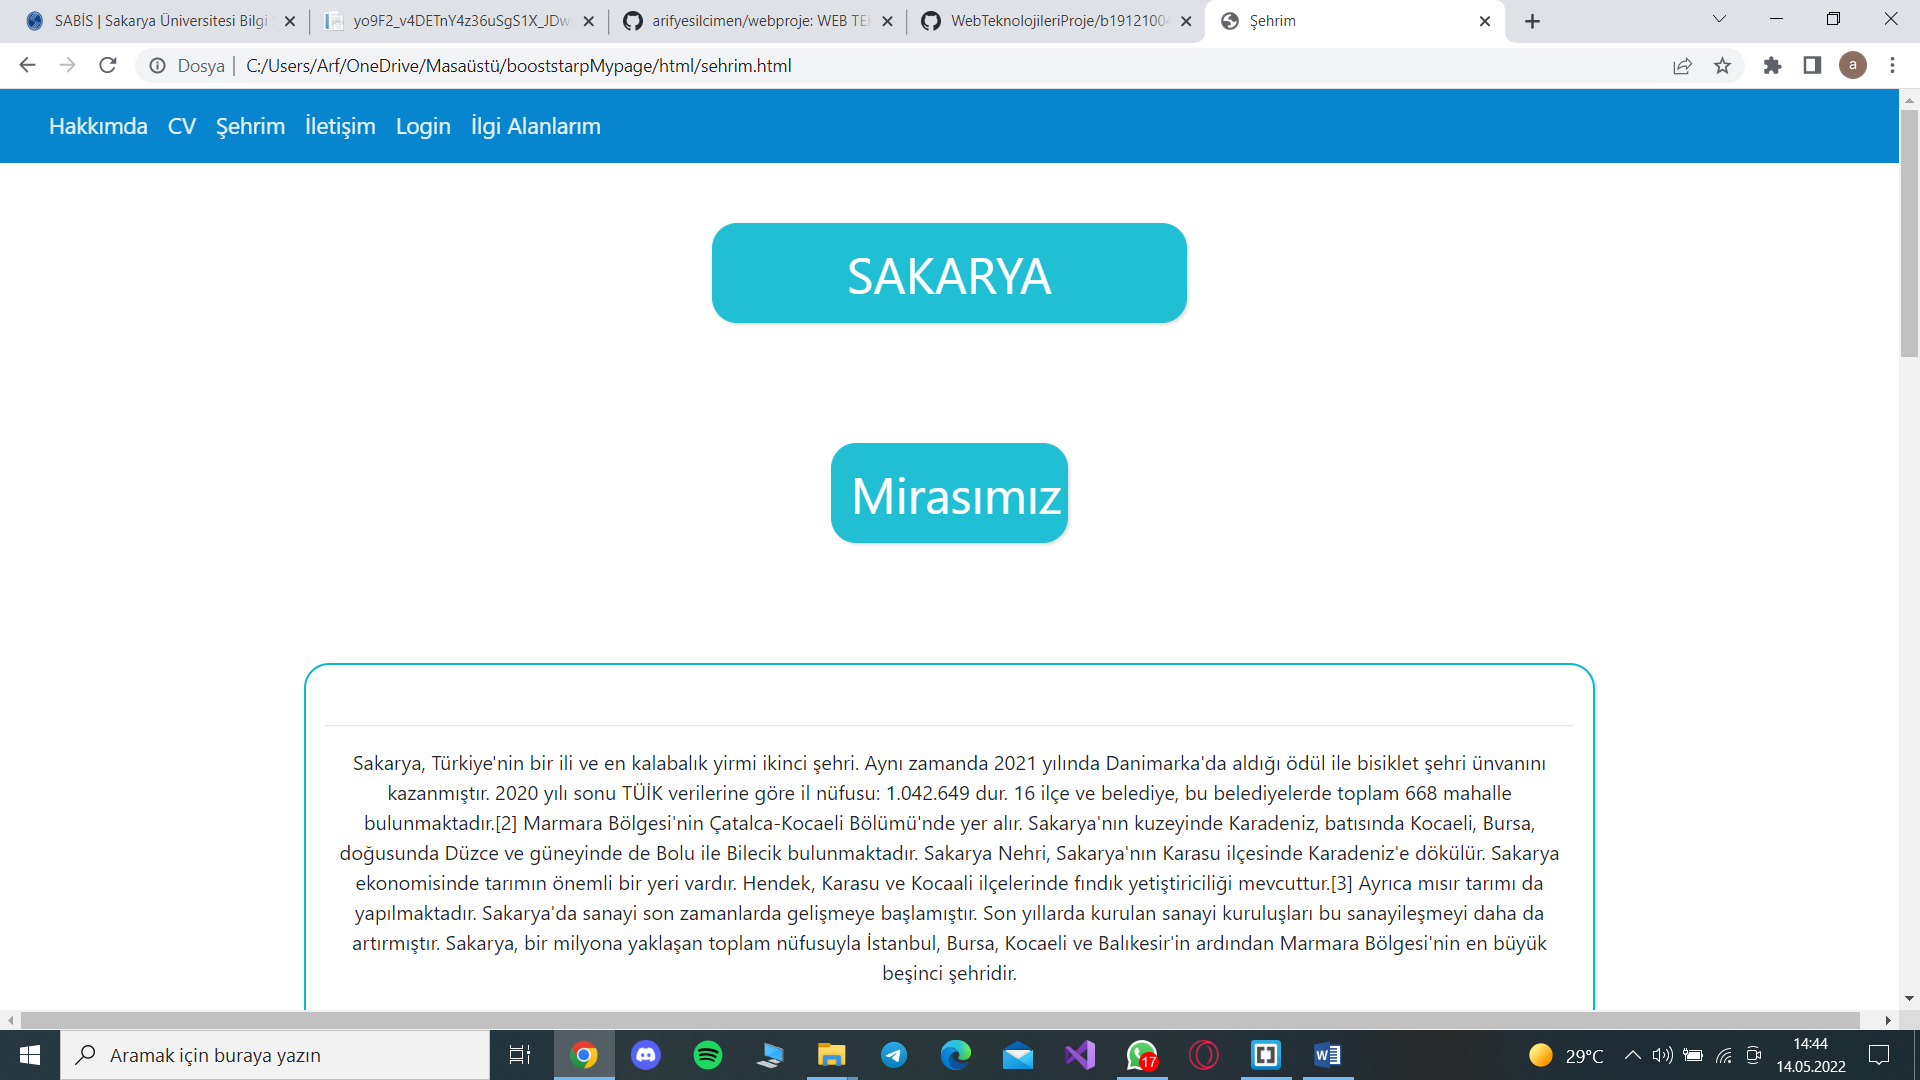 SABİS | Sakarya Üniversitesi Bilgi
yo9F2_v4DETnY4z36uSgS1X_JDw
arifyesilcimen/webproje: WEB TEK
WebTeknolojileriProje/b19121004
Şehrim
Dosya
C:/Users/Arf/OneDrive/Masaüstü/booststarpMypage/html/sehrim.html
a
Hakkımda CV Şehrim İletişim Login İlgi Alanlarım
SAKARYA
Mirasımız
Sakarya, Türkiye'nin bir ili ve en kalabalık yirmi ikinci şehri. Aynı zamanda 2021 yılında Danimarka'da aldığı ödül ile bisiklet şehri ünvanını
kazanmıştır. 2020 yılı sonu TÜİK verilerine göre il nüfusu: 1.042.649 dur. 16 ilçe ve belediye, bu belediyelerde toplam 668 mahalle
bulunmaktadır.[2] Marmara Bölgesi'nin Çatalca-Kocaeli Bölümü'nde yer alır. Sakarya'nın kuzeyinde Karadeniz, batısında Kocaeli, Bursa,
doğusunda Düzce ve güneyinde de Bolu ile Bilecik bulunmaktadır. Sakarya Nehri, Sakarya'nın Karasu ilçesinde Karadeniz'e dökülür. Sakarya
ekonomisinde tarımın önemli bir yeri vardır. Hendek, Karasu ve Kocaali ilçelerinde fındık yetiştiriciliği mevcuttur.[3] Ayrıca mısır tarımı da
yapılmaktadır. Sakarya'da sanayi son zamanlarda gelişmeye başlamıştır. Son yıllarda kurulan sanayi kuruluşları bu sanayileşmeyi daha da
artırmıştır. Sakarya, bir milyona yaklaşan toplam nüfusuyla İstanbul, Bursa, Kocaeli ve Balıkesir'in ardından Marmara Bölgesi'nin en büyük
beşinci şehridir.
Aramak için buraya yazın
17
29°C
14:44
14.05.2022